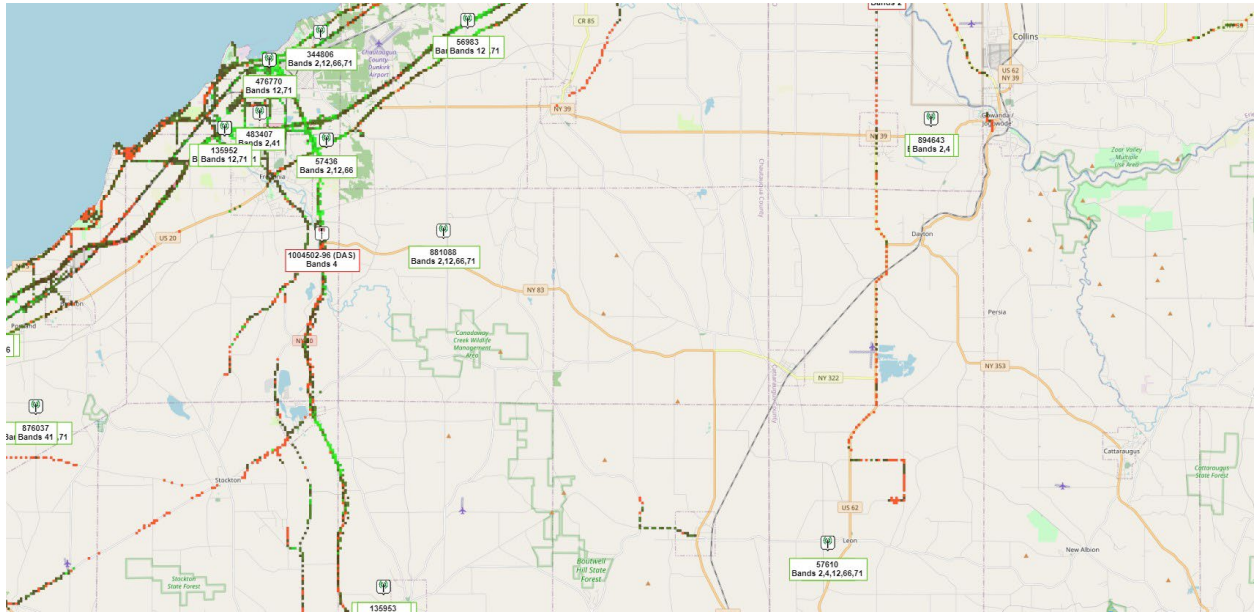 Bands 2
CR 85
Collins
56983
Bands 12 ,71
344806
Bands 2,12,66,71
Chautauqua
County
Dunkirk
Airport
US 62
NY 39
476770
Bands 12,71
NY 39
NY 39
Gowanda /
894643
Bands 2,4
483407
Bands 2,41
135952
Bands 12,71
57436
Bands 2,12,66
Zoar Valley
Multiple
Use Area
Chautauqua County
US 20
881088
Bands 2,12,66,71
Dayton
1004502-96 (DAS)
Bands 4
NY 83
Persia
Canadaway
Creek Wildlife
Management
Area
NY 60
6
NY 322
NY 353
Cattaraugus County
876037
Bands 41 ,71
Cattaraugus
Cattaraugus
State Forest
Stockton
US 62
Leon
New Albion
57610
Bands 2,4,12,66,71
Boutwell
Hill State
Forest
Stockton
State Forest
135953